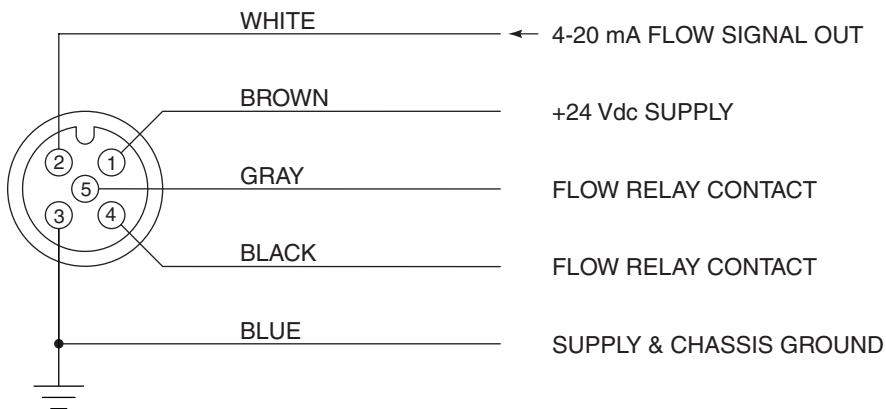 WHITE
4-20 mA FLOW SIGNAL OUT
BROWN
+24 Vdc SUPPLY
2 1
GRAY
5
FLOW RELAY CONTACT
3 4
BLACK
FLOW RELAY CONTACT
BLUE
SUPPLY & CHASSIS GROUND